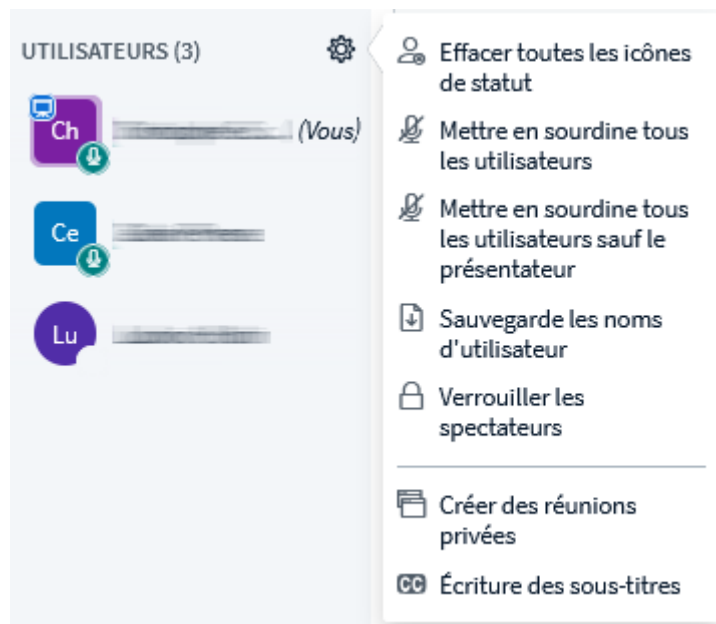 UTILISATEURS (3)
Ch
(Vous)
Ce
Lu
Effacer toutes les icônes
de statut
Mettre en sourdine tous
les utilisateurs
Mettre en sourdine tous
les utilisateurs sauf le
présentateur
Sauvegarde les noms
d'utilisateur
Verrouiller les
spectateurs
Créer des réunions
privées
CC Écriture des sous-titres